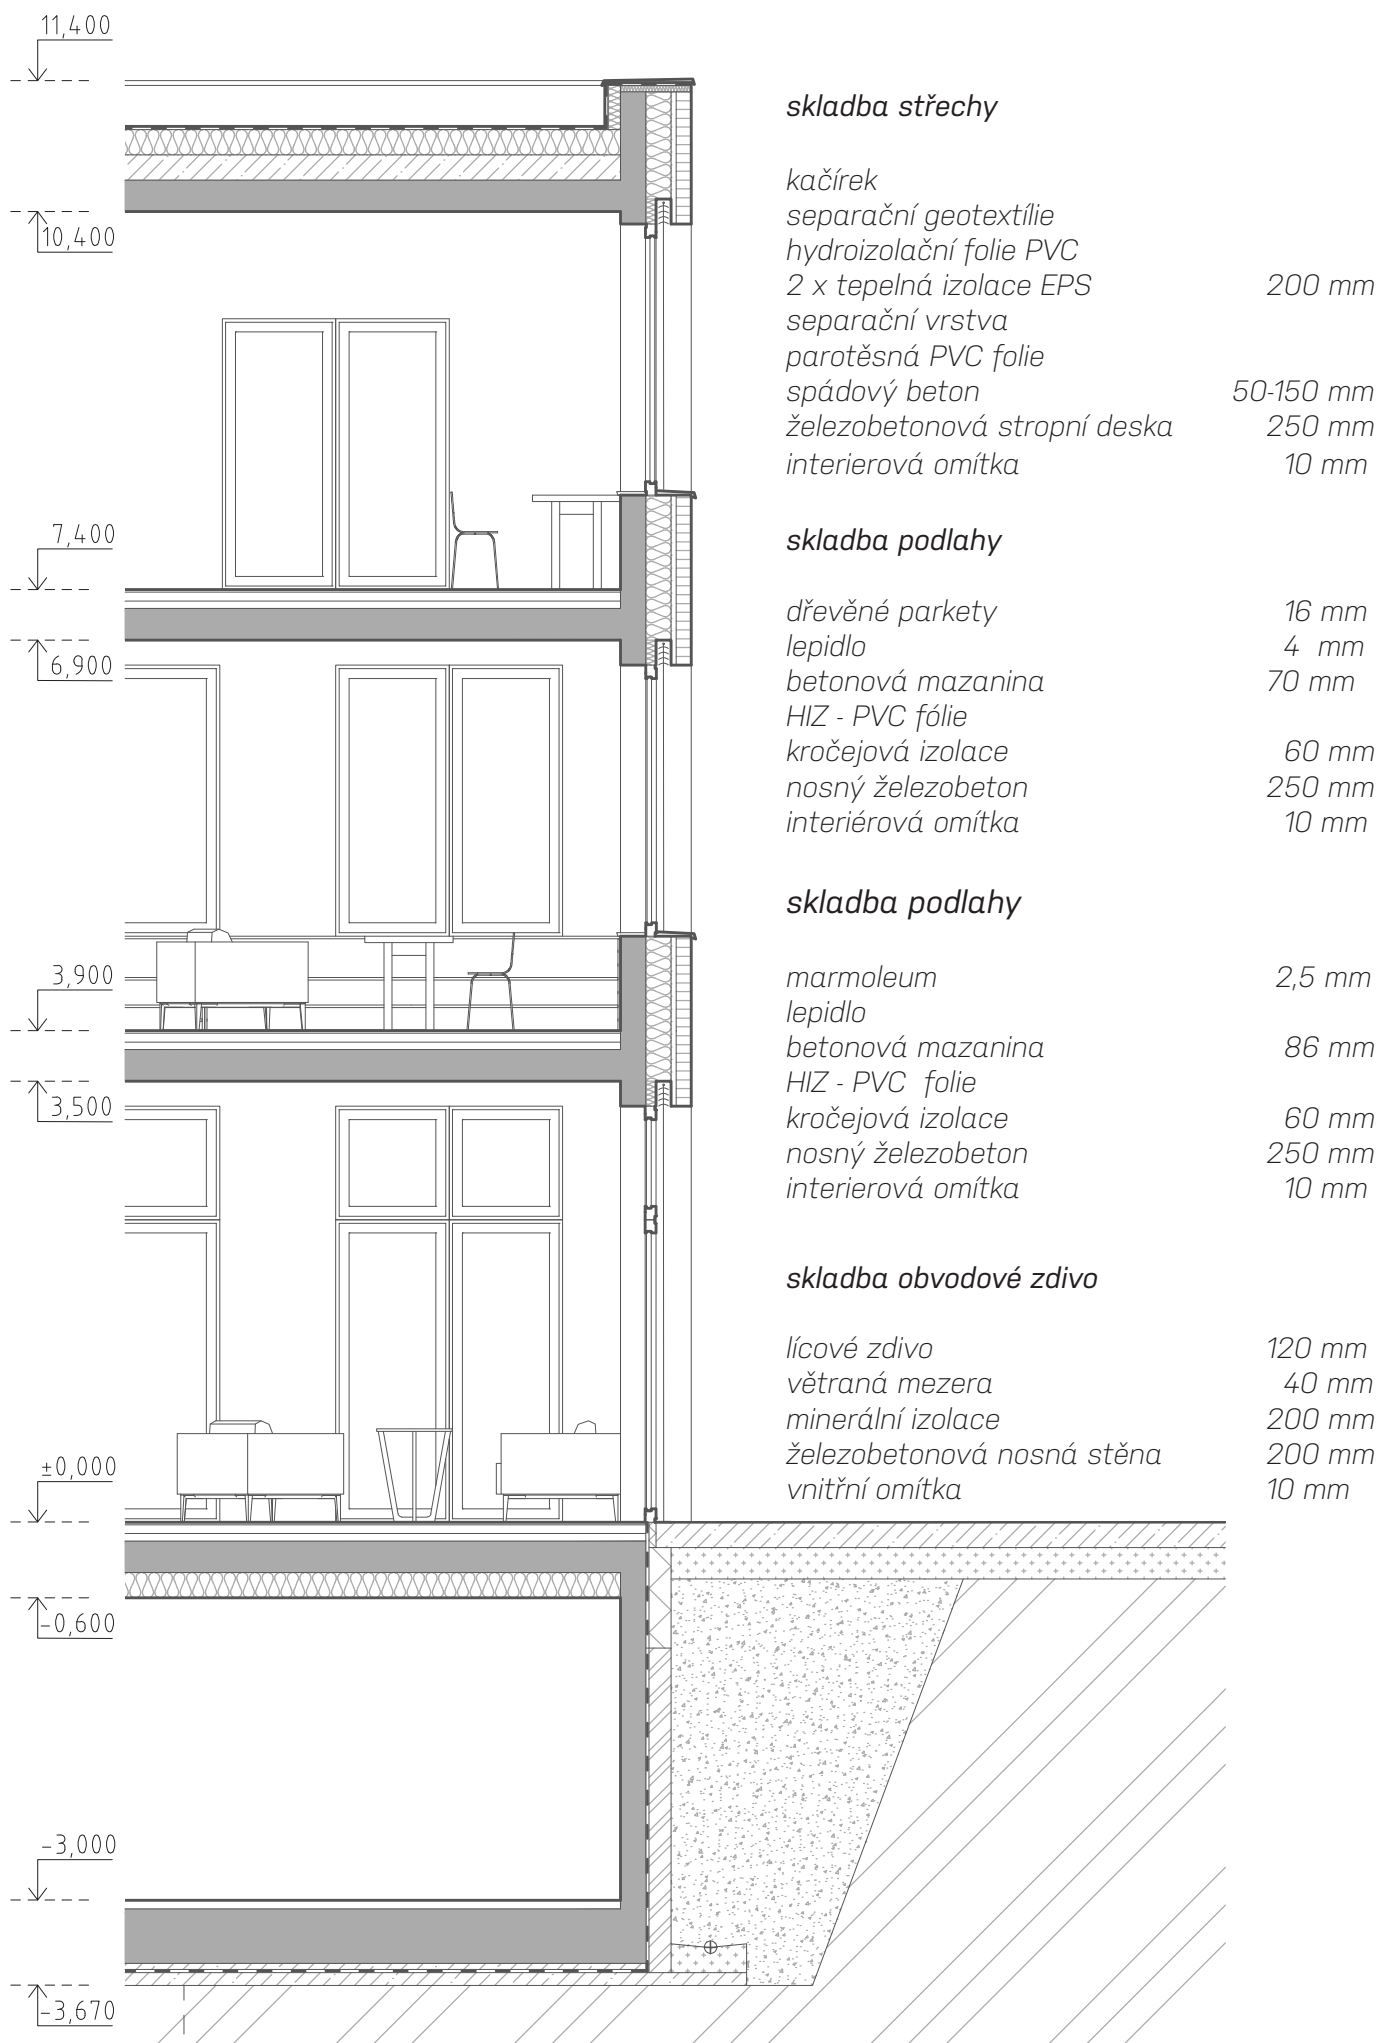 11,400
10,400
7,400
6,900
3,900
3,500
±0,000
-0,600
-3,000
-3,670
skladba střechy
kačírek
separační geotextílie
hydroizolační folie PVC
2 x tepelná izolace EPS 200 mm
separační vrstva
parotěsná PVC folie
spádový beton 50-150 mm
železobetonová stropní deska 250 mm
interierová omítka 10 mm
skladba podlahy
dřevěné parkety 16 mm
lepidlo 4 mm
betonová mazanina 70 mm
HIZ - PVC fólie
kročejová izolace 60 mm
nosný železobeton 250 mm
interiérová omítka 10 mm
skladba podlahy
marmoleum 2,5 mm
lepidlo
betonová mazanina 86 mm
HIZ - PVC folie
kročejová izolace 60 mm
nosný železobeton 250 mm
interierová omítka 10 mm
skladba obvodové zdivo
lícové zdivo 120 mm
větraná mezera 40 mm
minerální izolace 200 mm
železobetonová nosná stěna 200 mm
vnitřní omítka 10 mm